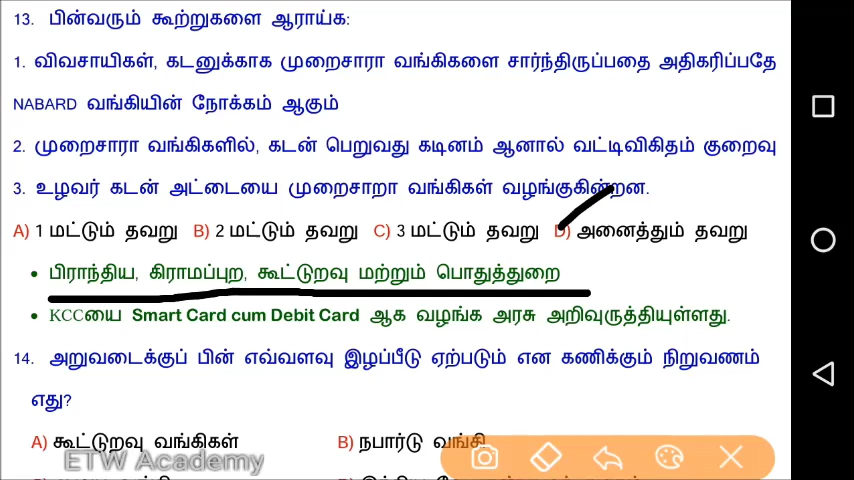 13. பின்வரும் கூற்றுகளை ஆராய்க:
1. விவசாயிகள், கடனுக்காக முறைசாரா வங்கிகளை சார்ந்திருப்பதை அதிகரிப்பதே
NABARD வங்கியின் நோக்கம் ஆகும்
2. முறைசாரா வங்கிகளில், கடன் பெறுவது கடினம் ஆனால் வட்டிவிகிதம் குறைவு
3. உழவர் கடன் அட்டையை முறைசாறா வங்கிகள் வழங்குகின்றன.
A) 1 மட்டும் தவறு B) 2 மட்டும் தவறு C) 3 மட்டும் தவறு D) அனைத்தும் தவறு
• பிராந்திய, கிராமப்புற, கூட்டுறவு மற்றும் பொதுத்துறை
• KCCயை Smart Card cum Debit Card ஆக வழங்க அரசு அறிவுருத்தியுள்ளது.
14. அறுவடைக்குப் பின் எவ்வளவு இழப்பீடு ஏற்படும் என கணிக்கும் நிறுவணம்
எது?
A) கூட்டுறவு வங்கிகள் B) நபார்டு வங்கி
ETW Academy